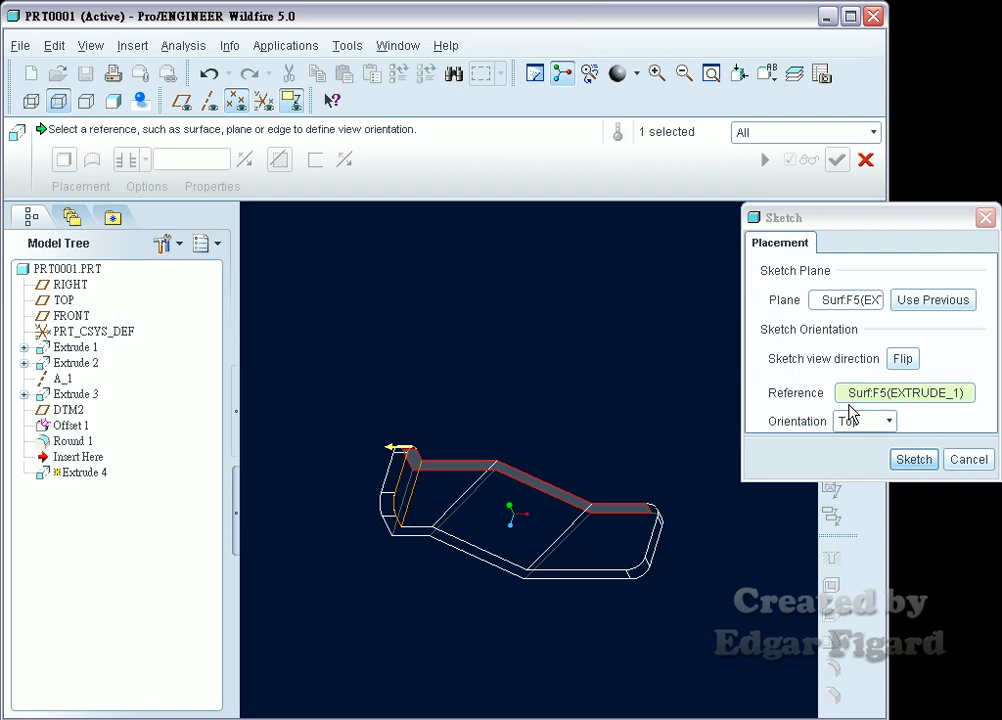 PRT0001 (Active) - Pro/ENGINEER Wildfire 5.0
File Edit View Insert Analysis Info Applications Tools Window Help
Select a reference, such as surface, plane or edge to define view orientation.
1 selected
All
Placement Options Properties
Model Tree
PRT0001.PRT
RIGHT
TOP
FRONT
PRT_CSYS_DEF
Extrude 1
Extrude 2
A_1
Extrude 3
DTM2
Offset 1
Round 1
Insert Here
Extrude 4
Sketch
Placement
Sketch Plane
Plane Surf:F5(EX Use Previous
Sketch Orientation
Sketch view direction Flip
Reference Surf:F5(EXTRUDE_1)
Orientation Top
Sketch Cancel
Created by
Edgar Figard